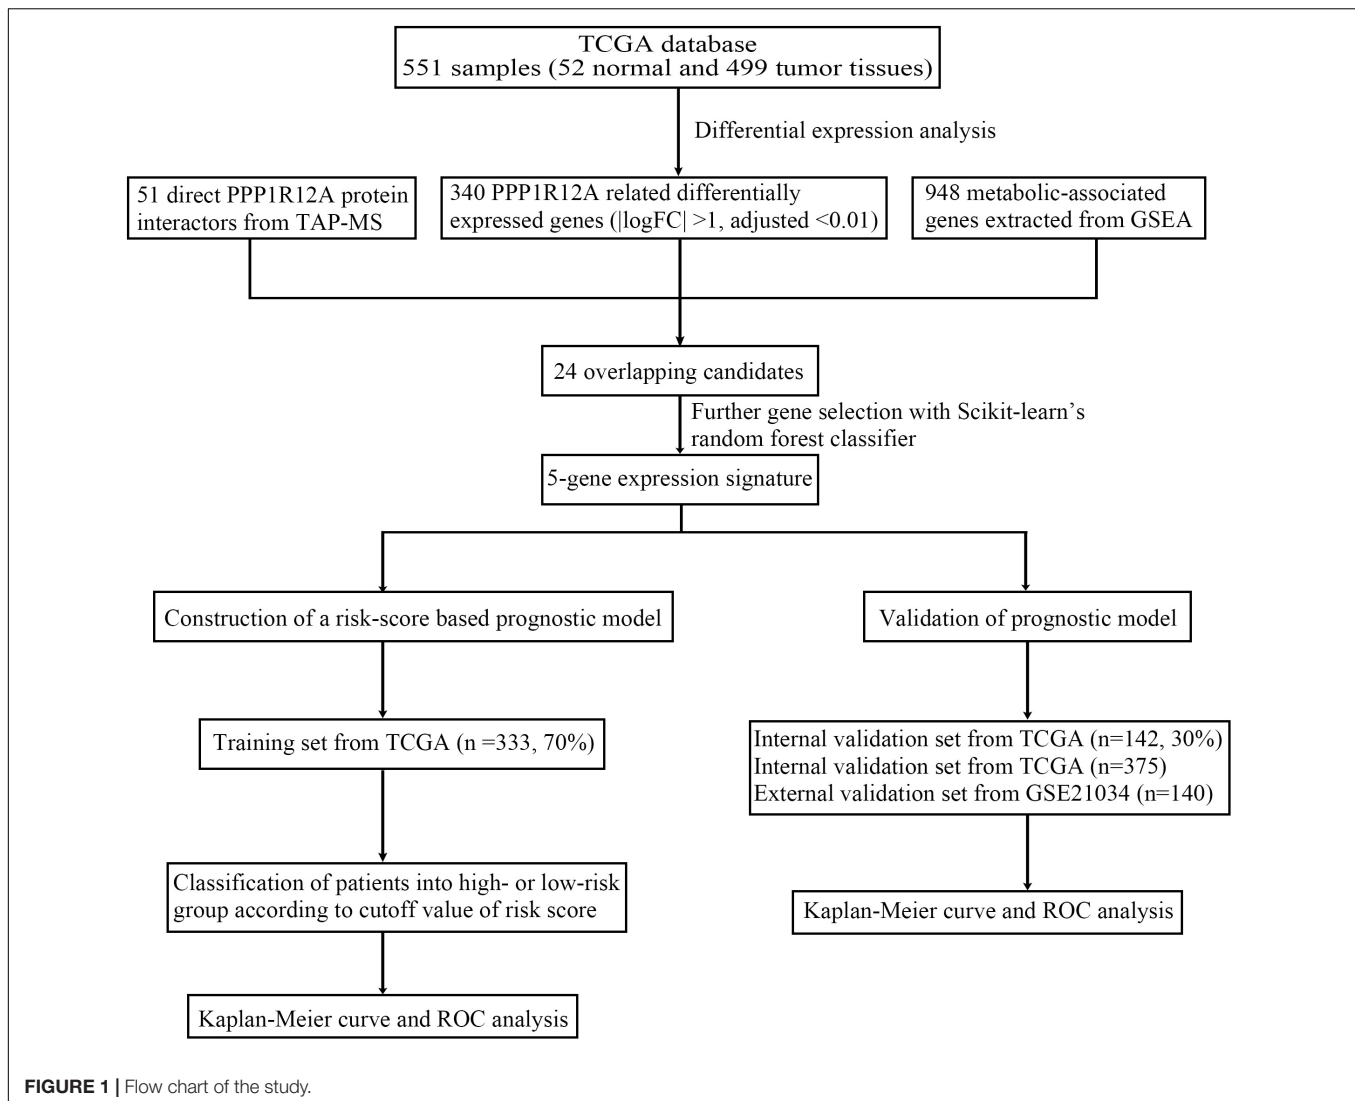 TCGA database
551 samples (52 normal and 499 tumor tissues)
Differential expression analysis
51 direct PPP1R12A protein
interactors from TAP-MS
340 PPP1R12A related differentially
expressed genes (|logFC| >1, adjusted <0.01)
948 metabolic-associated
genes extracted from GSEA
24 overlapping candidates
Further gene selection with Scikit-learn’s
random forest classifier
5-gene expression signature
Construction of a risk-score based prognostic model
Training set from TCGA (n =333, 70%)
Classification of patients into high- or low-risk
group according to cutoff value of risk score
Kaplan-Meier curve and ROC analysis
Validation of prognostic model
Internal validation set from TCGA (n=142, 30%)
Internal validation set from TCGA (n=375)
External validation set from GSE21034 (n=140)
Kaplan-Meier curve and ROC analysis
FIGURE 1 | Flow chart of the study.